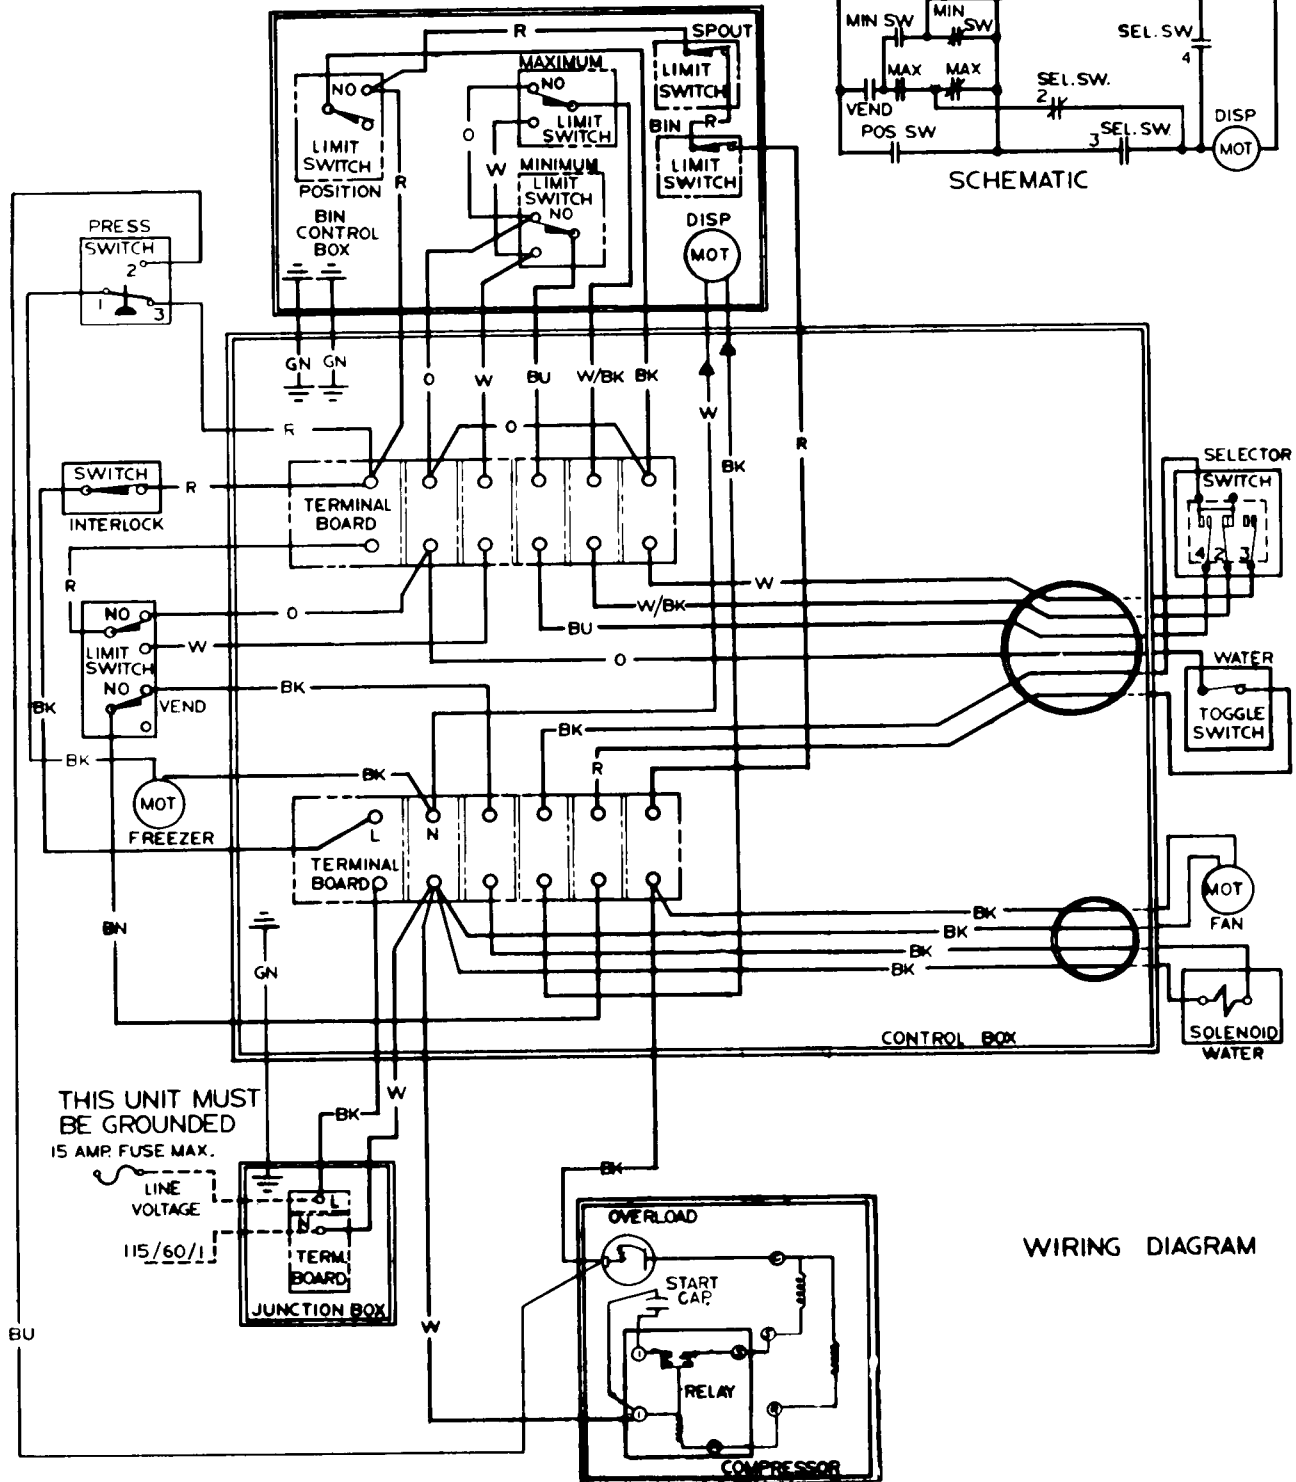 R
SPOUT
LIMIT
SWITCH
MAXIMUM
NO
LIMIT
SWITCH
NO
LIMIT
SWITCH
POSITION
BIN
CONTROL
BOX
R
O
W
MINIMUM
LIMIT
SWITCH
NO
BIN
R
LIMIT
SWITCH
DISP
MOT
MIN SW
MIN
SW
MAX
MAX
VEND
POS SW
SEL.SW.
2
SEL.SW
3
SEL.SW
4
DISP
MOT
SCHEMATIC
PRESS
SWITCH
2
1
3
GN
GN
O
W
BU
W/BK
BK
W
BK
R
R
O
SWITCH
INTERLOCK
R
TERMINAL
BOARD
SELECTOR
SWITCH
4
2
3
R
NO
LIMIT
SWITCH
NO
VEND
O
W
BK
W
W/BK
BU
O
WATER
TOGGLE
SWITCH
BK
BK
MOT
FREEZER
BK
BK
R
L
N
TERMINAL
BOARD
MOT
FAN
BK
BK
BK
BK
BN
GN
SOLENOID
WATER
CONTROL BOX
THIS UNIT MUST
BE GROUNDED
15 AMP. FUSE MAX.
LINE
VOLTAGE
115/60/1
BK
W
L
N
TERM.
BOARD
JUNCTION BOX
BK
W
BU
OVERLOAD
START
CAP.
C
S
1
S
RELAY
1
R
COMPRESSOR
WIRING DIAGRAM